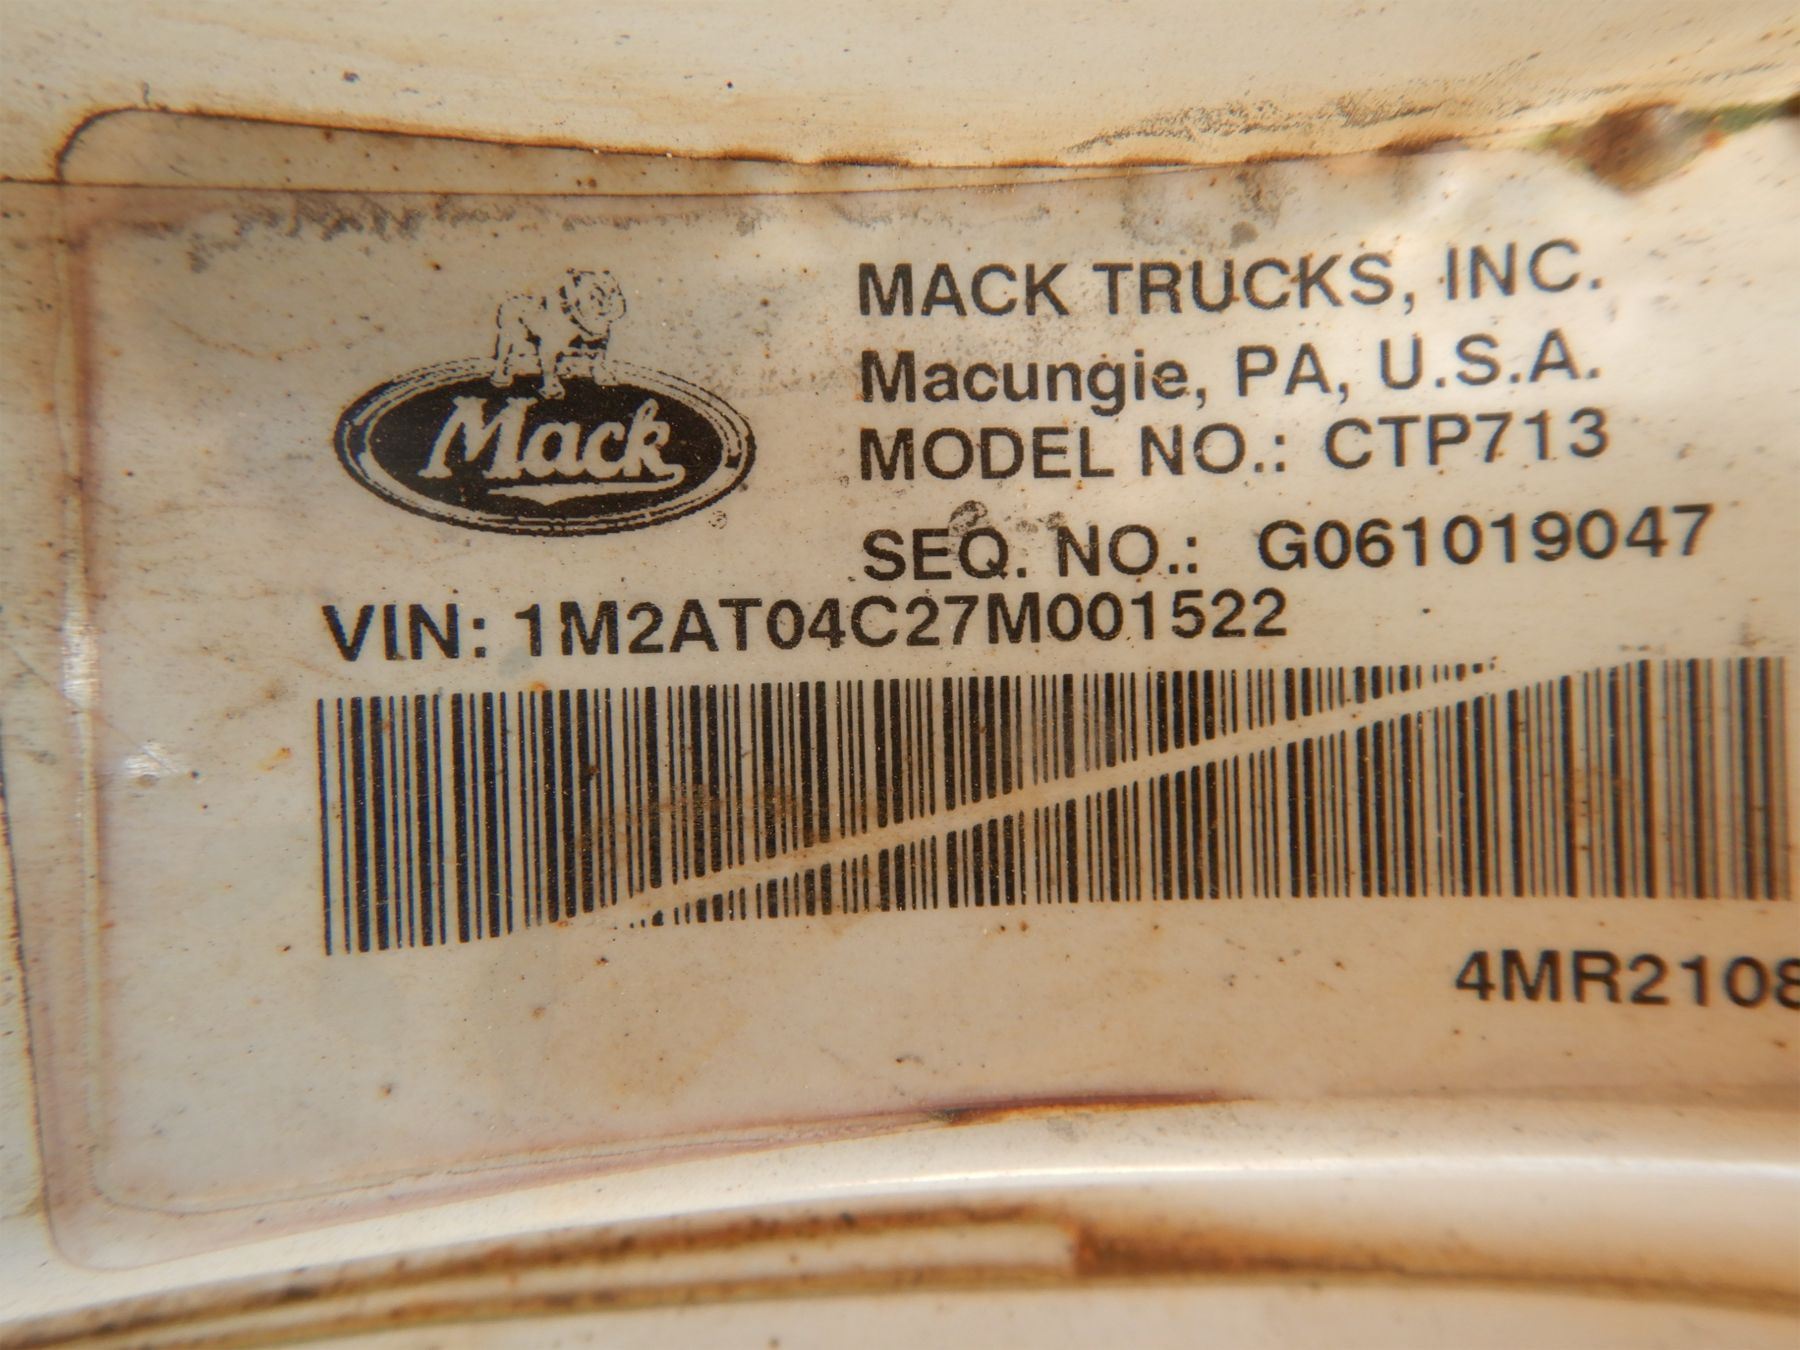 Mack
MACK TRUCKS, INC.
Macungie, PA, U.S.A.
MODEL NO.: CTP713
SEQ. NO.: G061019047
VIN: 1M2AT04C27M001522
4MR2108